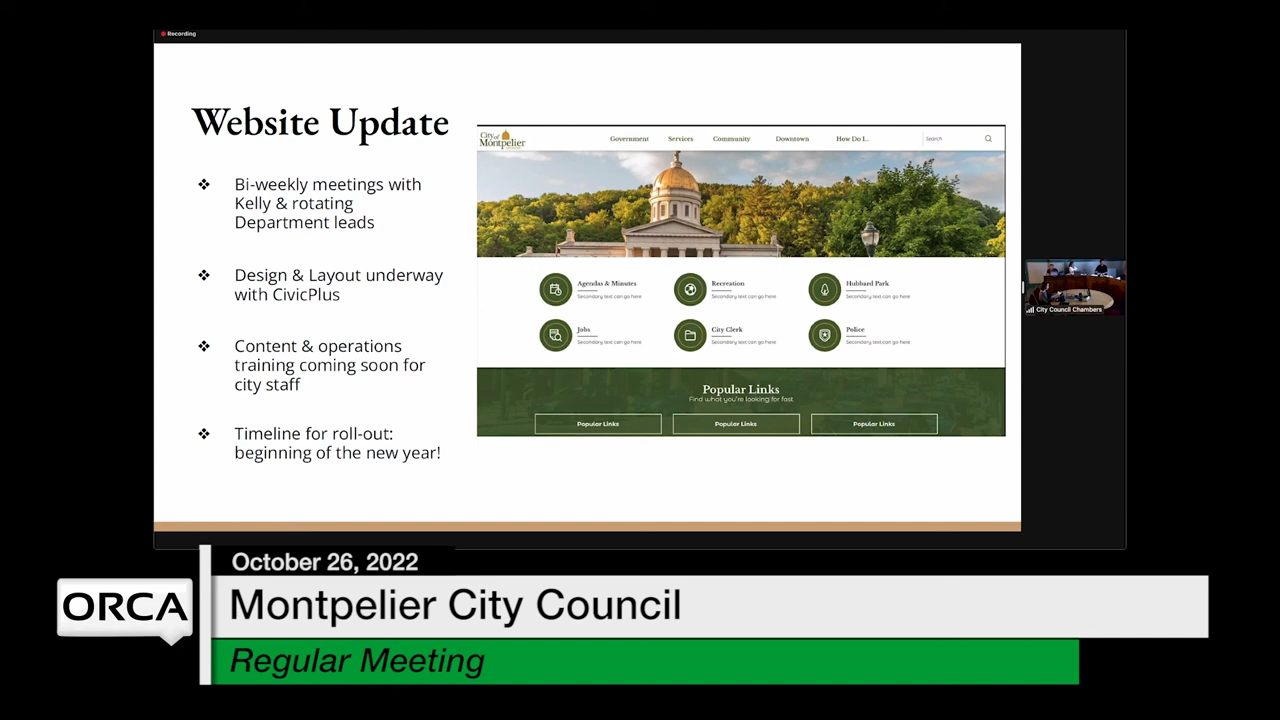 Recording
Website Update
❖ Bi-weekly meetings with
Kelly & rotating
Department leads
❖ Design & Layout underway
with CivicPlus
❖ Content & operations
training coming soon for
city staff
❖ Timeline for roll-out:
beginning of the new year!
City of
Montpelier
Government Services Community Downtown How Do I... Search
Agendas & Minutes
Secondary text can go here
Recreation
Secondary text can go here
Hubbard Park
Secondary text can go here
Jobs
Secondary text can go here
City Clerk
Secondary text can go here
Police
Secondary text can go here
Popular Links
Find what you're looking for fast
Popular Links Popular Links Popular Links
City Council Chambers
October 26, 2022
ORCA
Montpelier City Council
Regular Meeting